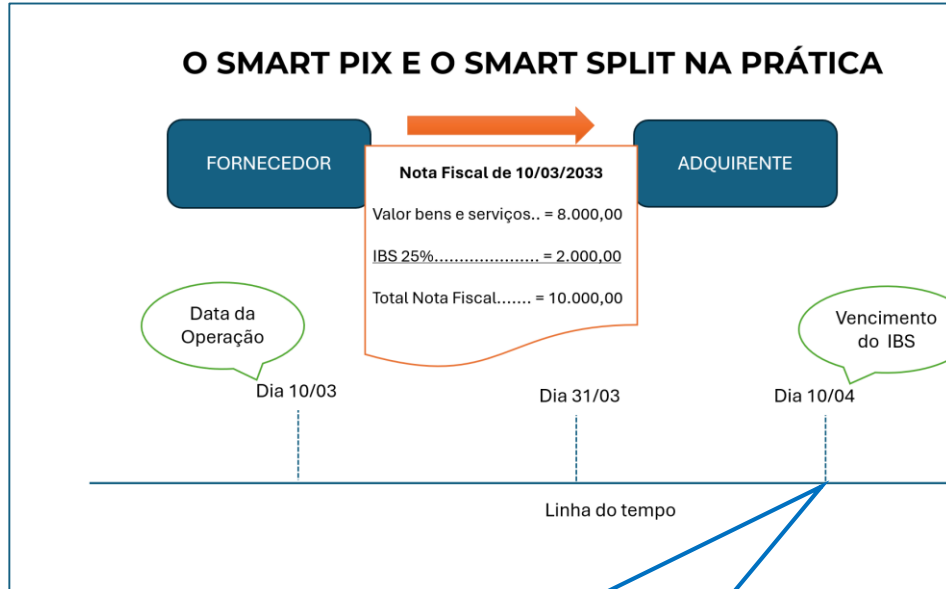 O SMART PIX E O SMART SPLIT NA PRÁTICA
FORNECEDOR
ADQUIRENTE
Nota Fiscal de 10/03/2033
Valor bens e serviços.. = 8.000,00
IBS 25%..................... = 2.000,00
Total Nota Fiscal....... = 10.000,00
Data da
Operação
Vencimento
do IBS
Dia 10/03
Dia 31/03
Dia 10/04
Linha do tempo